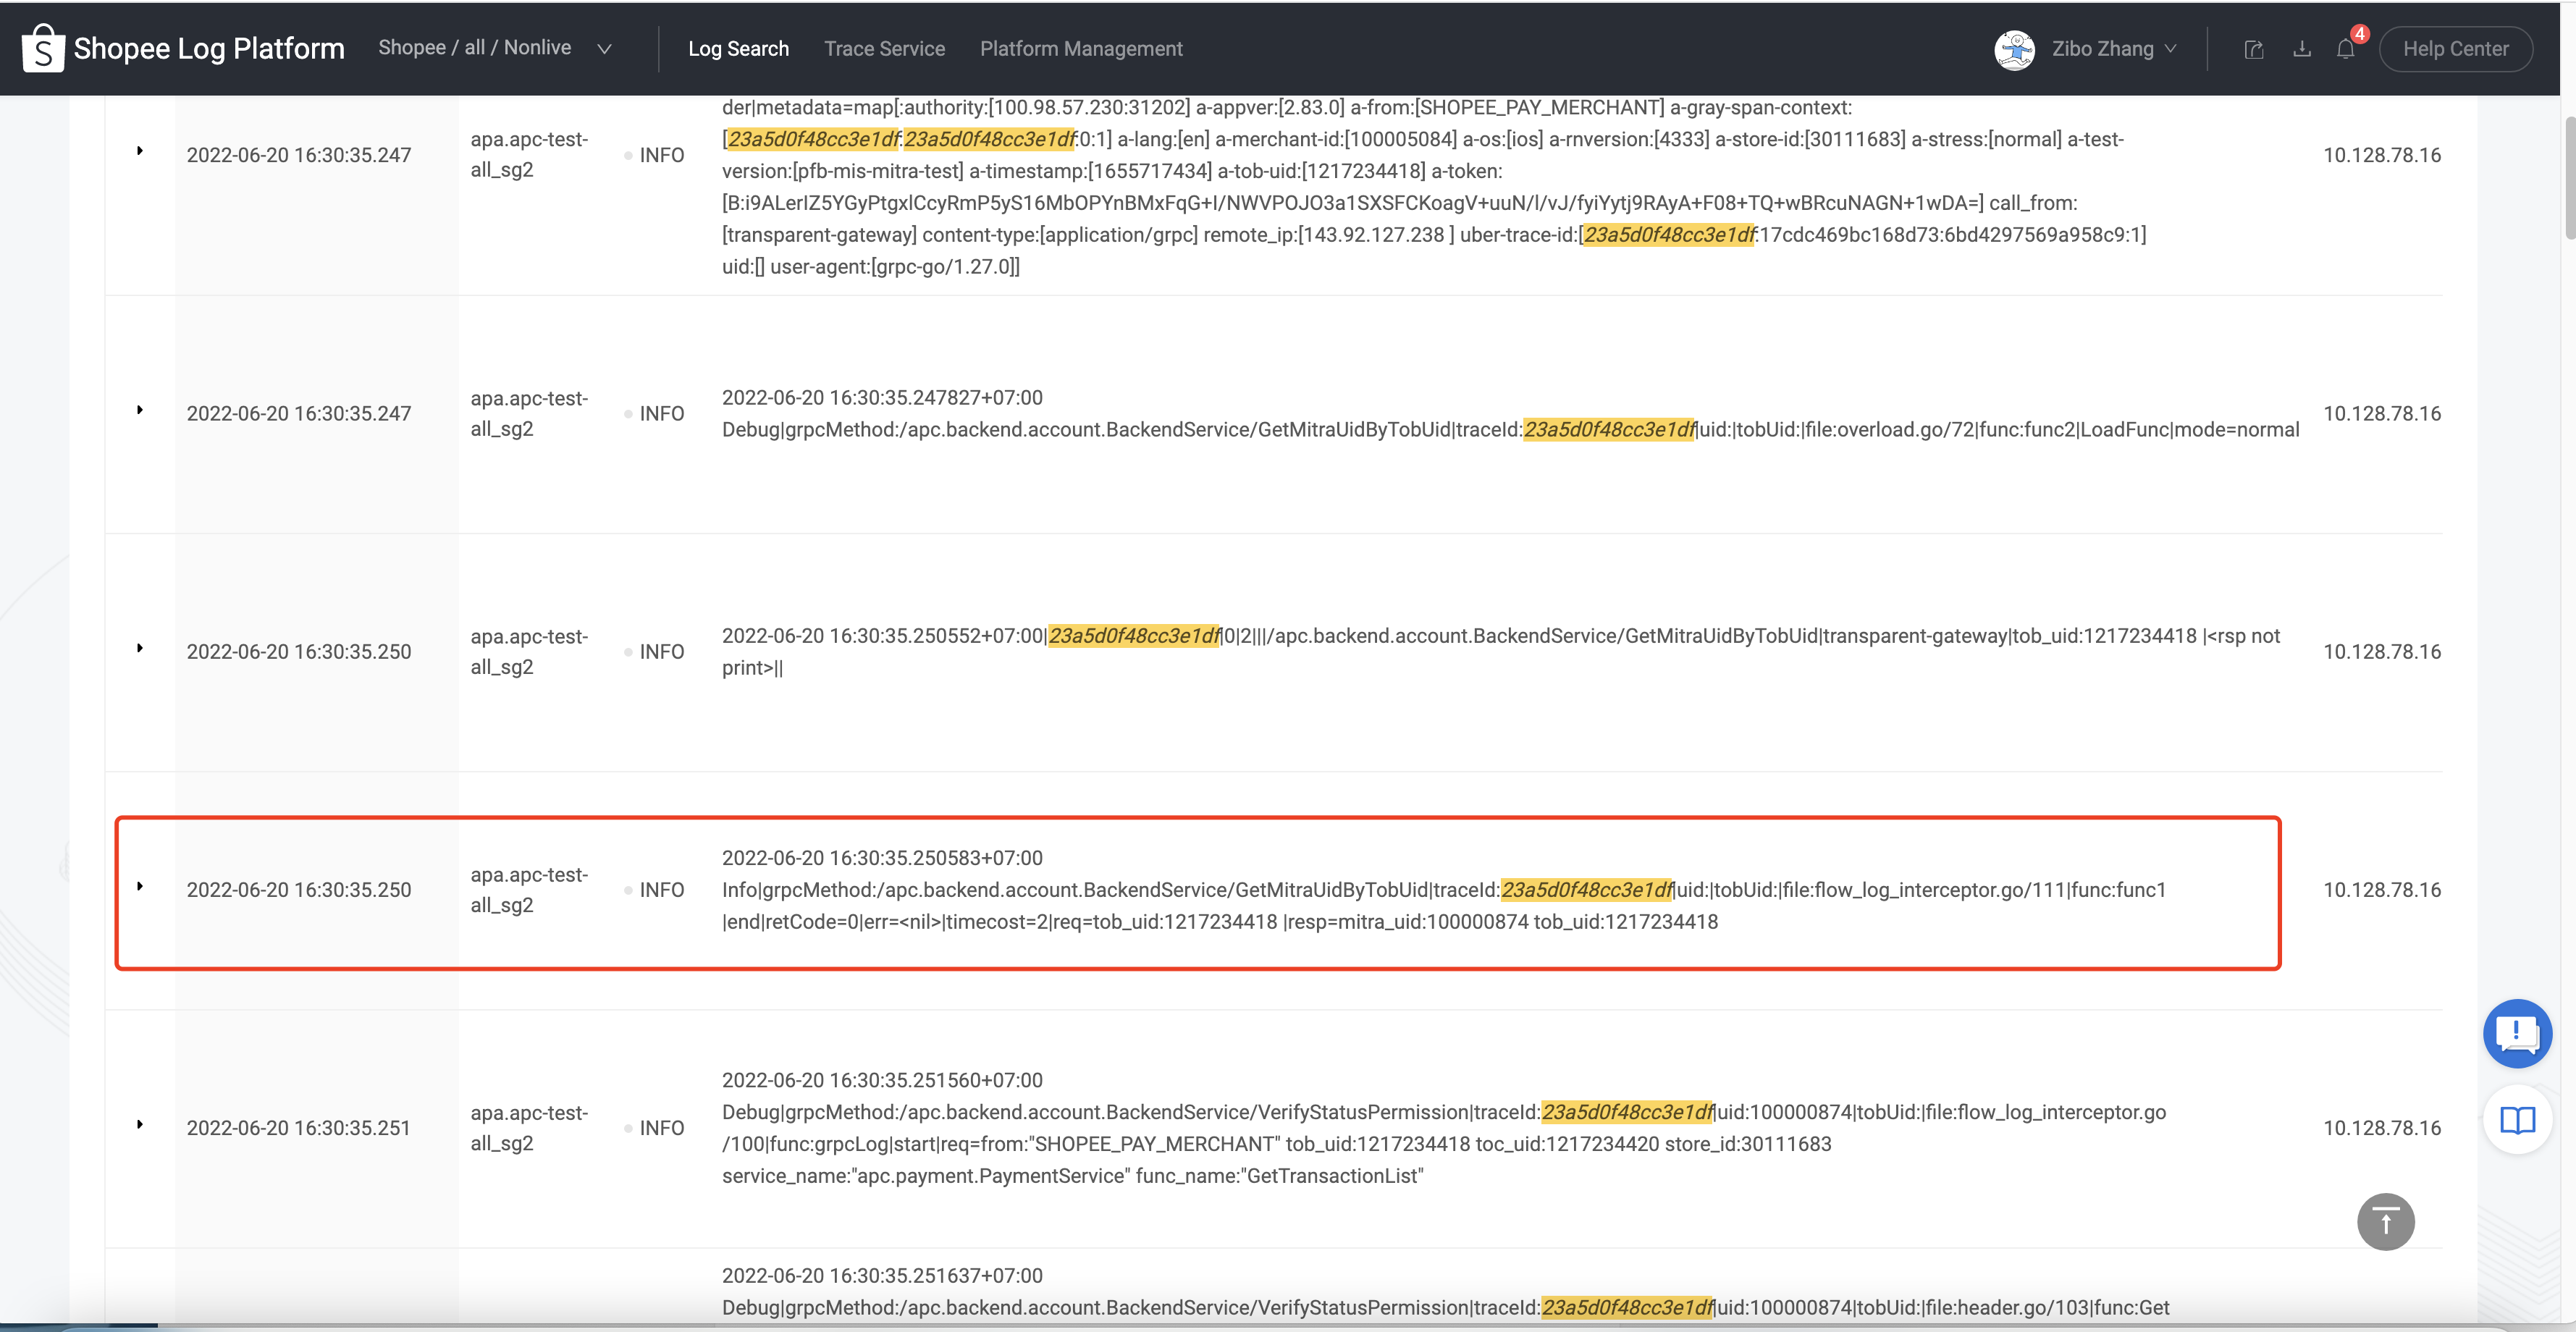 Shopee Log Platform
Shopee / all / Nonlive
Log Search
Trace Service
Platform Management
Zibo Zhang
4
Help Center
der|metadata=map[:authority:[100.98.57.230:31202] a-appver:[2.83.0] a-from:[SHOPEE_PAY_MERCHANT] a-gray-span-context:
[23a5d0f48cc3e1df:23a5d0f48cc3e1df:0:1] a-lang:[en] a-merchant-id:[100005084] a-os:[ios] a-rnversion:[4333] a-store-id:[30111683] a-stress:[normal] a-test-
version:[pfb-mis-mitra-test] a-timestamp:[1655717434] a-tob-uid:[1217234418] a-token:
[B:i9ALerIZ5YGyPtgxlCcyRmP5yS16MbOPYnBMxFqG+I/NWVPOJO3a1SXSFCKoagV+uuN/l/vJ/fyiYytj9RAyA+F08+TQ+wBRcuNAGN+1wDA=] call_from:
[transparent-gateway] content-type:[application/grpc] remote_ip:[143.92.127.238 ] uber-trace-id:[23a5d0f48cc3e1df:17cdc469bc168d73:6bd4297569a958c9:1]
uid:[] user-agent:[grpc-go/1.27.0]]
2022-06-20 16:30:35.247
apa.apc-test-
all_sg2
INFO
10.128.78.16
2022-06-20 16:30:35.247
apa.apc-test-
all_sg2
INFO
2022-06-20 16:30:35.247827+07:00
Debug|grpcMethod:/apc.backend.account.BackendService/GetMitraUidByTobUid|traceId:23a5d0f48cc3e1df|uid:|tobUid:|file:overload.go/72|func:func2|LoadFunc|mode=normal
10.128.78.16
2022-06-20 16:30:35.250
apa.apc-test-
all_sg2
INFO
2022-06-20 16:30:35.250552+07:00|23a5d0f48cc3e1df|0|2|||/apc.backend.account.BackendService/GetMitraUidByTobUid|transparent-gateway|tob_uid:1217234418 |<rsp not
print>||
10.128.78.16
2022-06-20 16:30:35.250
apa.apc-test-
all_sg2
INFO
2022-06-20 16:30:35.250583+07:00
Info|grpcMethod:/apc.backend.account.BackendService/GetMitraUidByTobUid|traceId:23a5d0f48cc3e1df|uid:|tobUid:|file:flow_log_interceptor.go/111|func:func1
|end|retCode=0|err=<nil>|timecost=2|req=tob_uid:1217234418 |resp=mitra_uid:100000874 tob_uid:1217234418
10.128.78.16
2022-06-20 16:30:35.251
apa.apc-test-
all_sg2
INFO
2022-06-20 16:30:35.251560+07:00
Debug|grpcMethod:/apc.backend.account.BackendService/VerifyStatusPermission|traceId:23a5d0f48cc3e1df|uid:100000874|tobUid:|file:flow_log_interceptor.go
/100|func:grpcLog|start|req=from:"SHOPEE_PAY_MERCHANT" tob_uid:1217234418 toc_uid:1217234420 store_id:30111683
service_name:"apc.payment.PaymentService" func_name:"GetTransactionList"
10.128.78.16
2022-06-20 16:30:35.251637+07:00
Debug|grpcMethod:/apc.backend.account.BackendService/VerifyStatusPermission|traceId:23a5d0f48cc3e1df|uid:100000874|tobUid:|file:header.go/103|func:Get